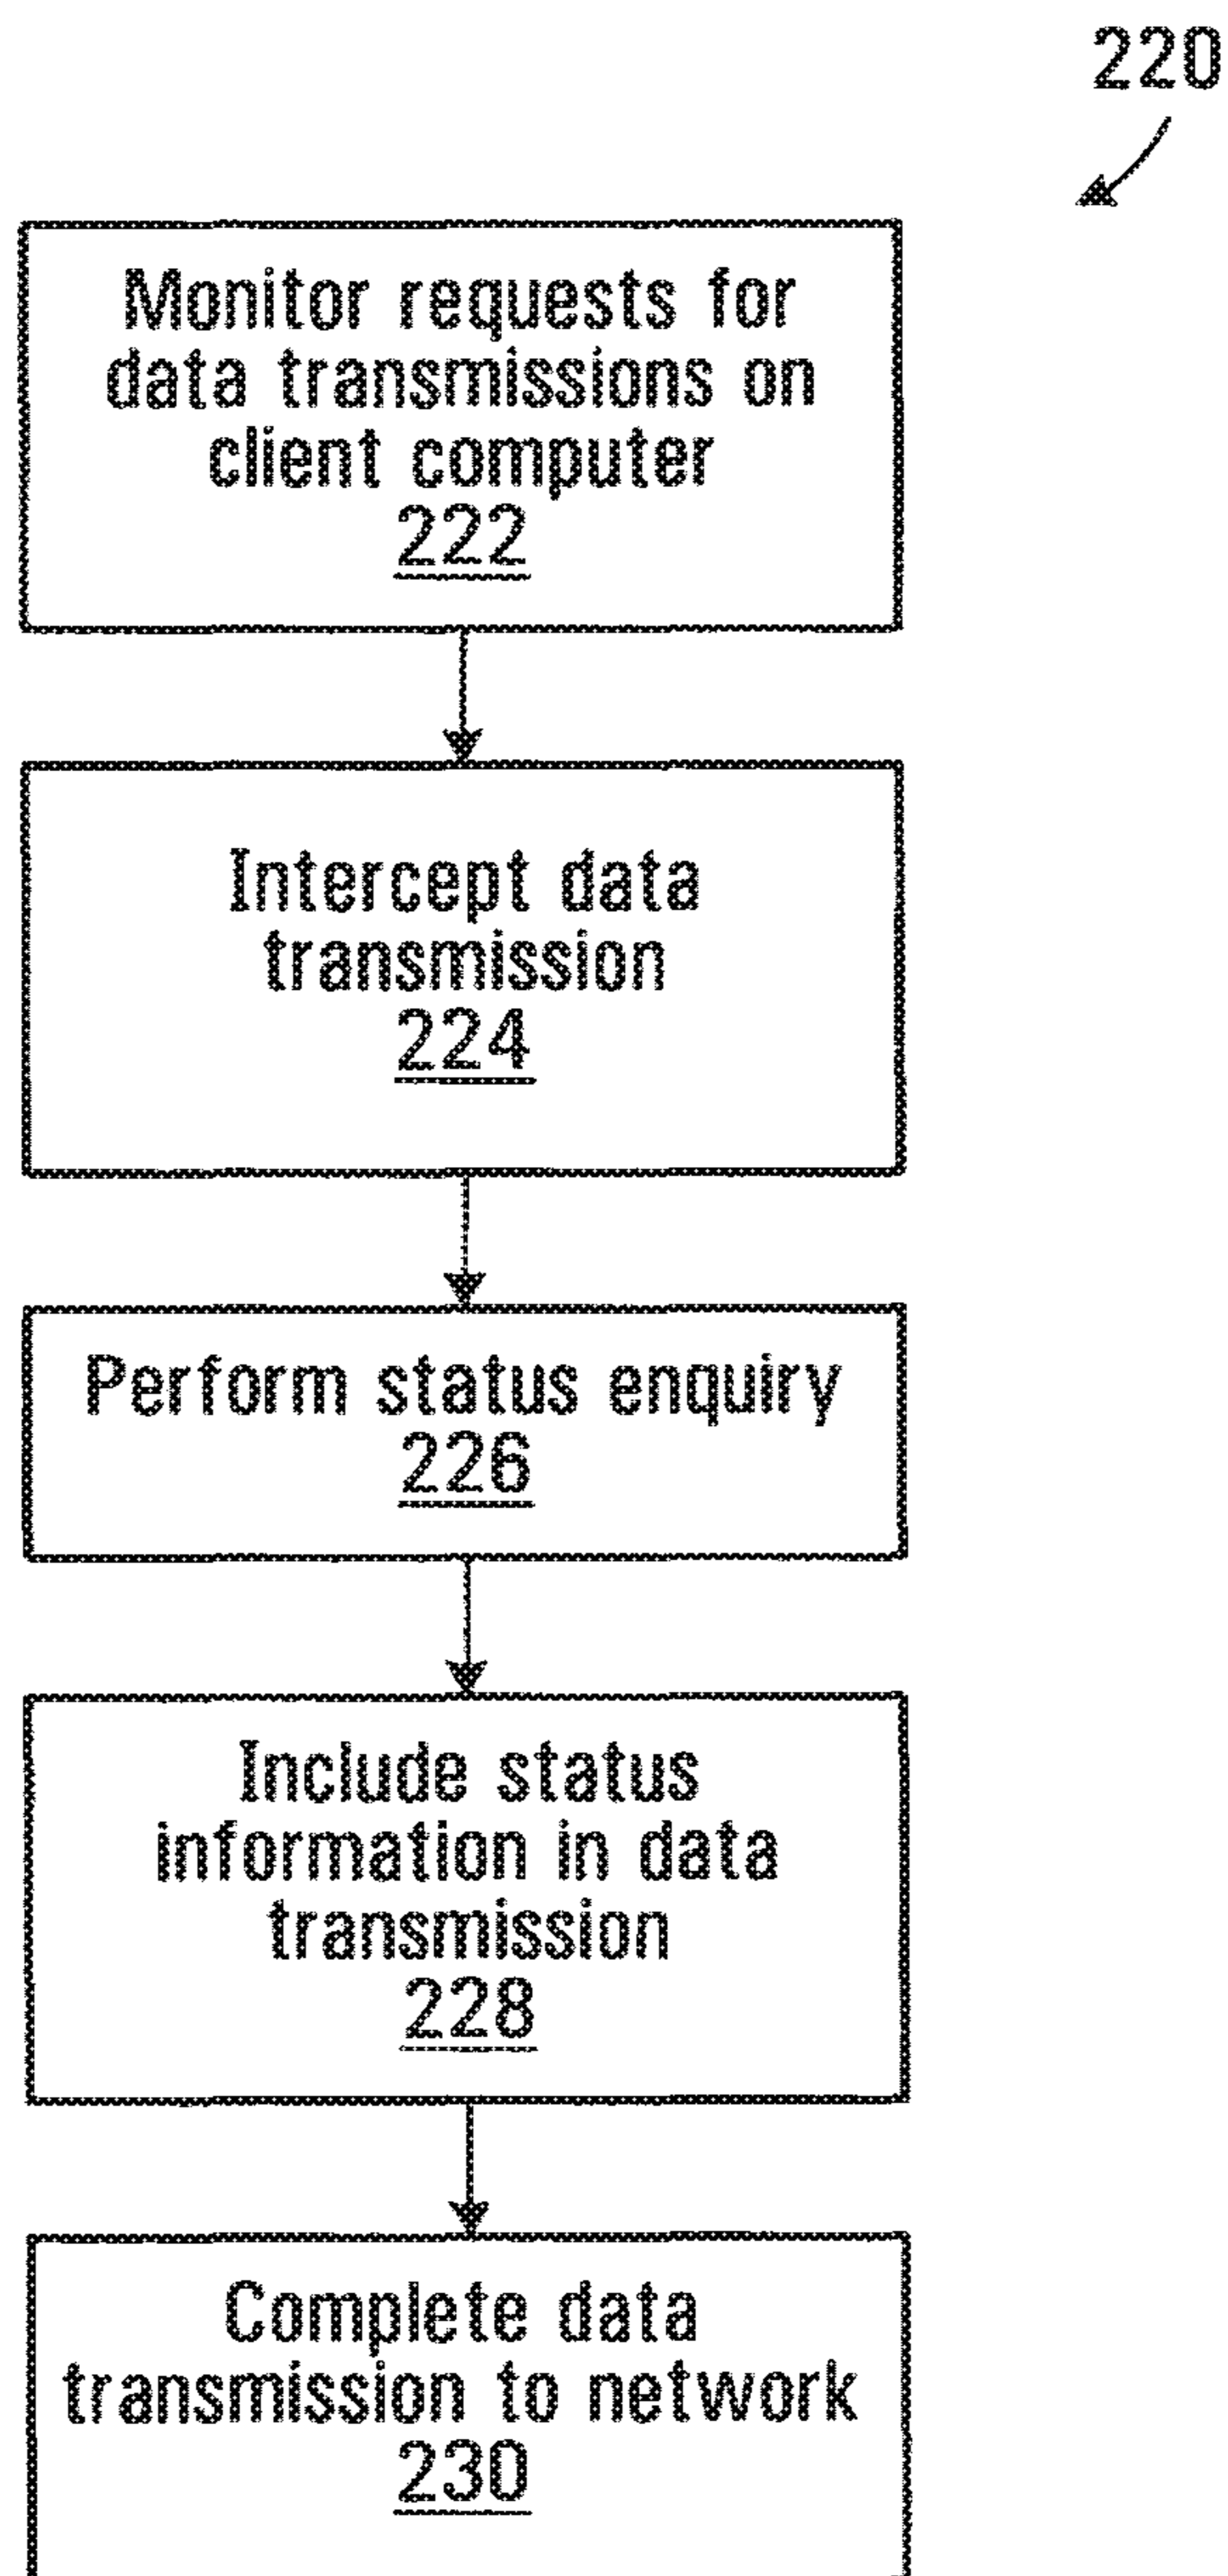 220
Monitor requests for
data transmissions on
client computer
222
Intercept data
transmission
224
Perform status enquiry
226
Include status
information in data
transmission
228
Complete data
transmission to network
230